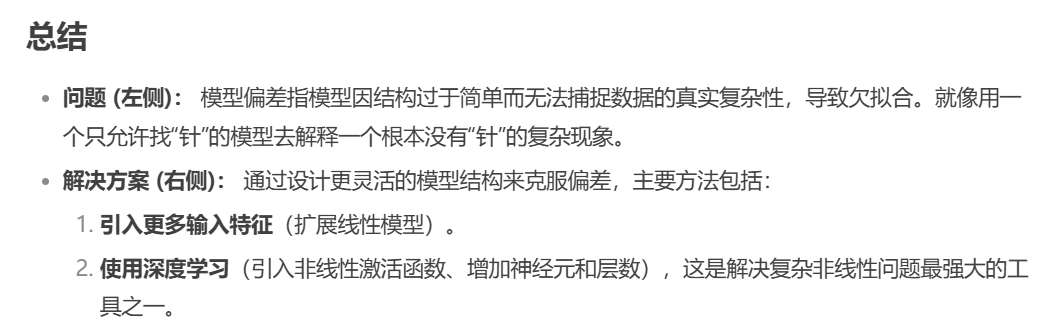 总结
• 问题 (左侧)： 模型偏差指模型因结构过于简单而无法捕捉数据的真实复杂性，导致欠拟合。就像用一
个只允许找“针”的模型去解释一个根本没有“针”的复杂现象。
• 解决方案 (右侧)： 通过设计更灵活的模型结构来克服偏差，主要方法包括：
1. 引入更多输入特征（扩展线性模型）。
2. 使用深度学习（引入非线性激活函数、增加神经元和层数），这是解决复杂非线性问题最强大的工
具之一。